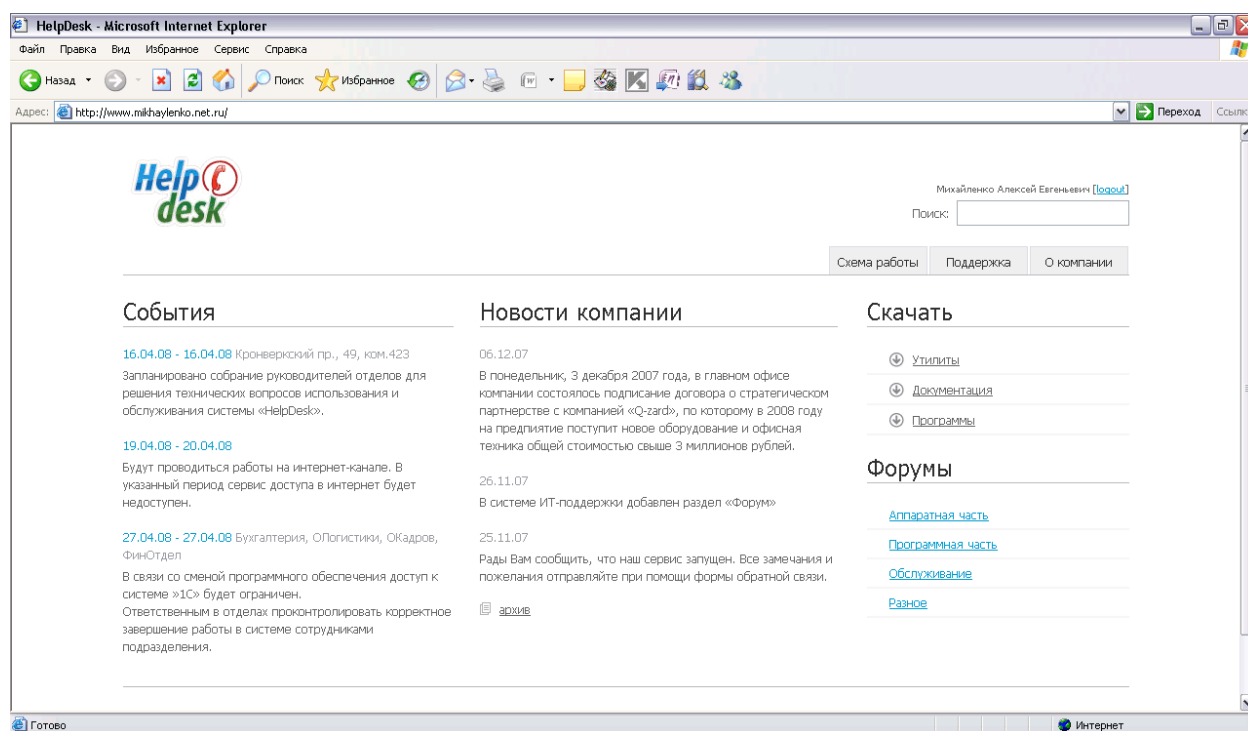 HelpDesk - Microsoft Internet Explorer
Файл Правка Вид Избранное Сервис Справка
Назад Поиск Избранное
Адрес: http://www.mikhaylenko.net.ru/ Переход Ссылк
Help
desk
Михайленко Алексей Евгеньевич [logout]
Поиск:
Схема работы Поддержка О компании
События
16.04.08 - 16.04.08 Кронверкский пр., 49, ком.423
Запланировано собрание руководителей отделов для
решения технических вопросов использования и
обслуживания системы «HelpDesk».
19.04.08 - 20.04.08
Будут проводиться работы на интернет-канале. В
указанный период сервис доступа в интернет будет
недоступен.
27.04.08 - 27.04.08 Бухгалтерия, ОЛогистики, ОКадров,
ФинОтдел
В связи со сменой программного обеспечения доступ к
системе »1С» будет ограничен.
Ответственным в отделах проконтролировать корректное
завершение работы в системе сотрудниками
подразделения.
Новости компании
06.12.07
В понедельник, 3 декабря 2007 года, в главном офисе
компании состоялось подписание договора о стратегическом
партнерстве с компанией «Q-zard», по которому в 2008 году
на предпиятие поступит новое оборудование и офисная
техника общей стоимостью свыше 3 миллионов рублей.
26.11.07
В системе ИТ-поддержки добавлен раздел «Форум»
25.11.07
Рады Вам сообщить, что наш сервис запущен. Все замечания и
пожелания отправляйте при помощи формы обратной связи.
архив
Скачать
Утилиты
Документация
Программы
Форумы
Аппаратная часть
Программная часть
Обслуживание
Разное
Готово Интернет